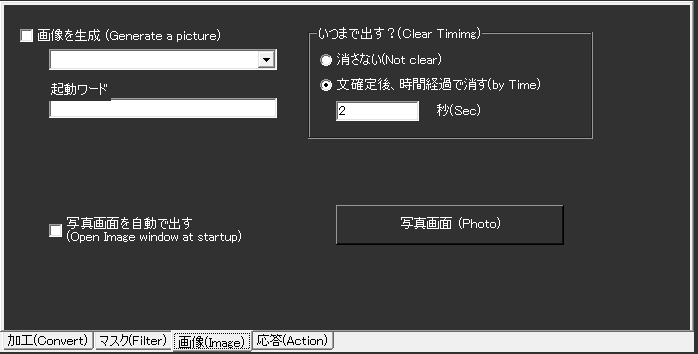 画像を生成 (Generate a picture)
起動ワード
いつまで出す？(Clear Timimg)
消さない(Not clear)
文確定後、時間経過で消す(by Time)
2
秒(Sec)
写真画面を自動で出す
(Open Image window at startup)
写真画面 (Photo)
加工(Convert)
マスク(Filter)
画像(Image)
応答(Action)